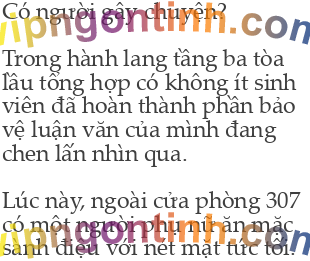 Có người gây chuyện?
vipngontinh.com
Trong hành lang tầng ba tòa
lầu tổng hợp có không ít sinh
viên đã hoàn thành phần bảo
vệ luận văn của mình đang
chen lấn nhìn qua.
Lúc này, ngoài cửa phòng 307
có một người phụ nữ ăn mặc
vipngontinh.com
sành điệu với nét mặt tức tối.